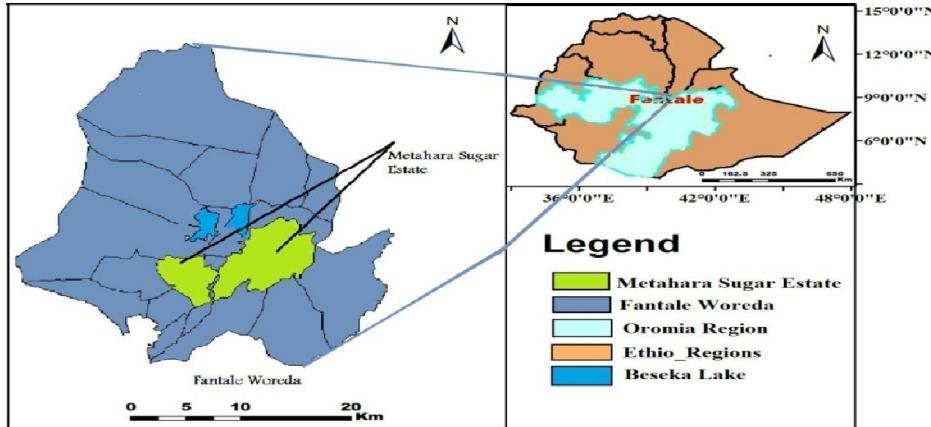 N
Metahara Sugar
Estate
Fantale Woreda
0 5 10 20
Km
N
Fantale
15°0'0"N
12°0'0"N
9°0'0"N
6°0'0"N
0 162.5 325 650
Km
36°0'0"E 42°0'0"E 48°0'0"E
Legend
Metahara Sugar Estate
Fantale Woreda
Oromia Region
Ethio_Regions
Beseka Lake